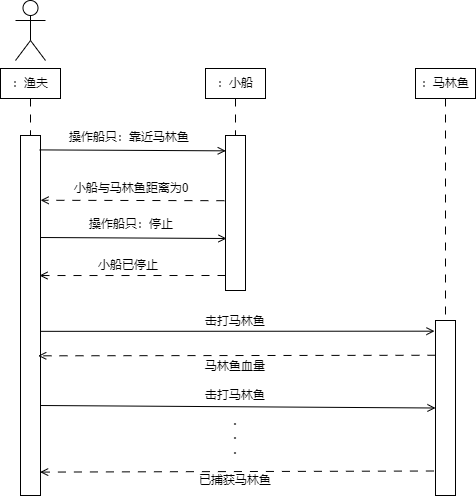 ：渔夫
：小船
：马林鱼
操作船只：靠近马林鱼
小船与马林鱼距离为0
操作船只：停止
小船已停止
击打马林鱼
马林鱼血量
击打马林鱼
.
.
.
已捕获马林鱼